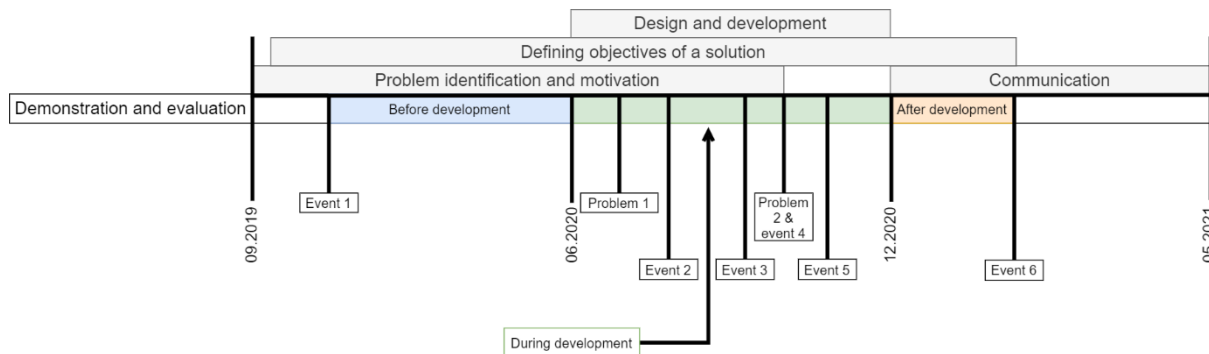 Design and development
Defining objectives of a solution
Problem identification and motivation
Communication
Demonstration and evaluation
Before development
After development
Event 1
Problem 1
Problem
2 &
event 4
09.2019
06.2020
12.2020
05.2021
Event 2
Event 3
Event 5
Event 6
During development